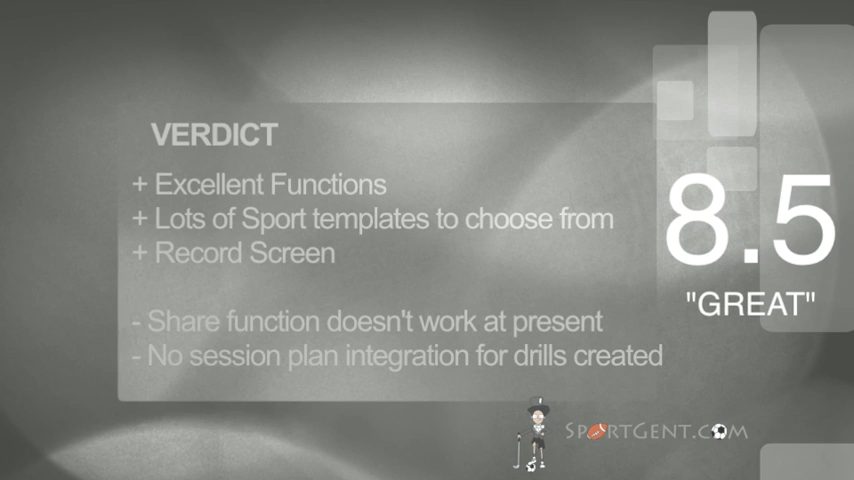 VERDICT
+ Excellent Functions
+ Lots of Sport templates to choose from
+ Record Screen
- Share function doesn't work at present
- No session plan integration for drills created
8.5
"GREAT"
SPORTGENT.COM